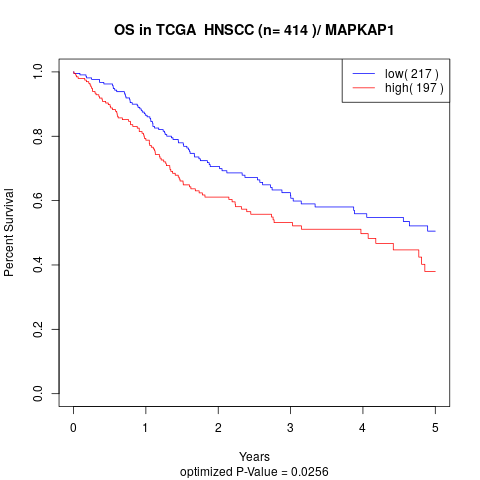 OS in TCGA  HNSCC (n= 414 )/ MAPKAP1
low( 217 )
high( 197 )
Percent Survival
1.0
0.8
0.6
0.4
0.2
0.0
0 1 2 3 4 5
Years
optimized P-Value = 0.0256